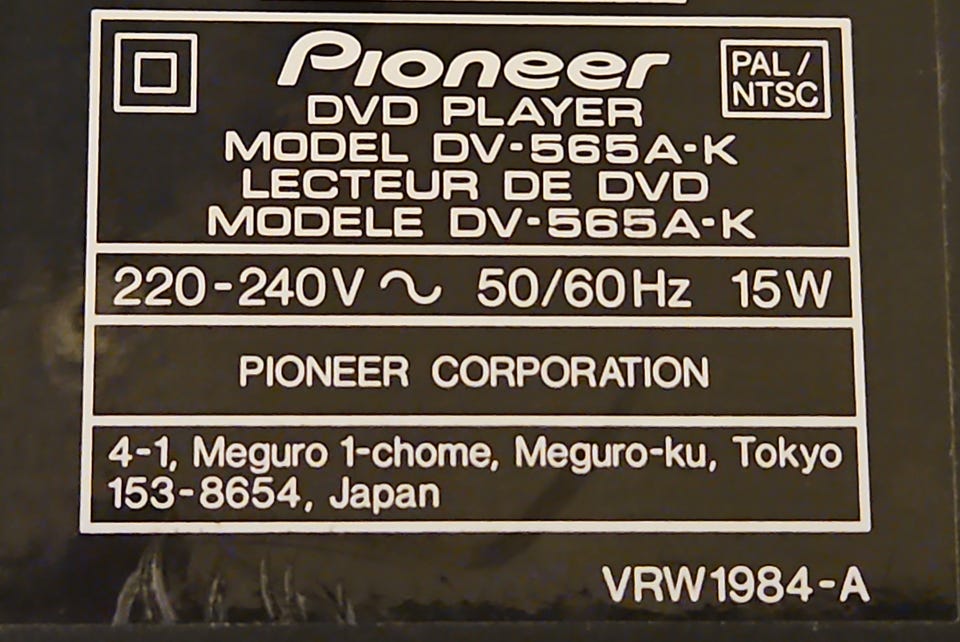 Pioneer
PAL/
NTSC
DVD PLAYER
MODEL DV-565A-K
LECTEUR DE DVD
MODELE DV-565A-K
220-240V ~ 50/60Hz 15W
PIONEER CORPORATION
4-1, Meguro 1-chome, Meguro-ku, Tokyo
153-8654, Japan
VRW1984-A